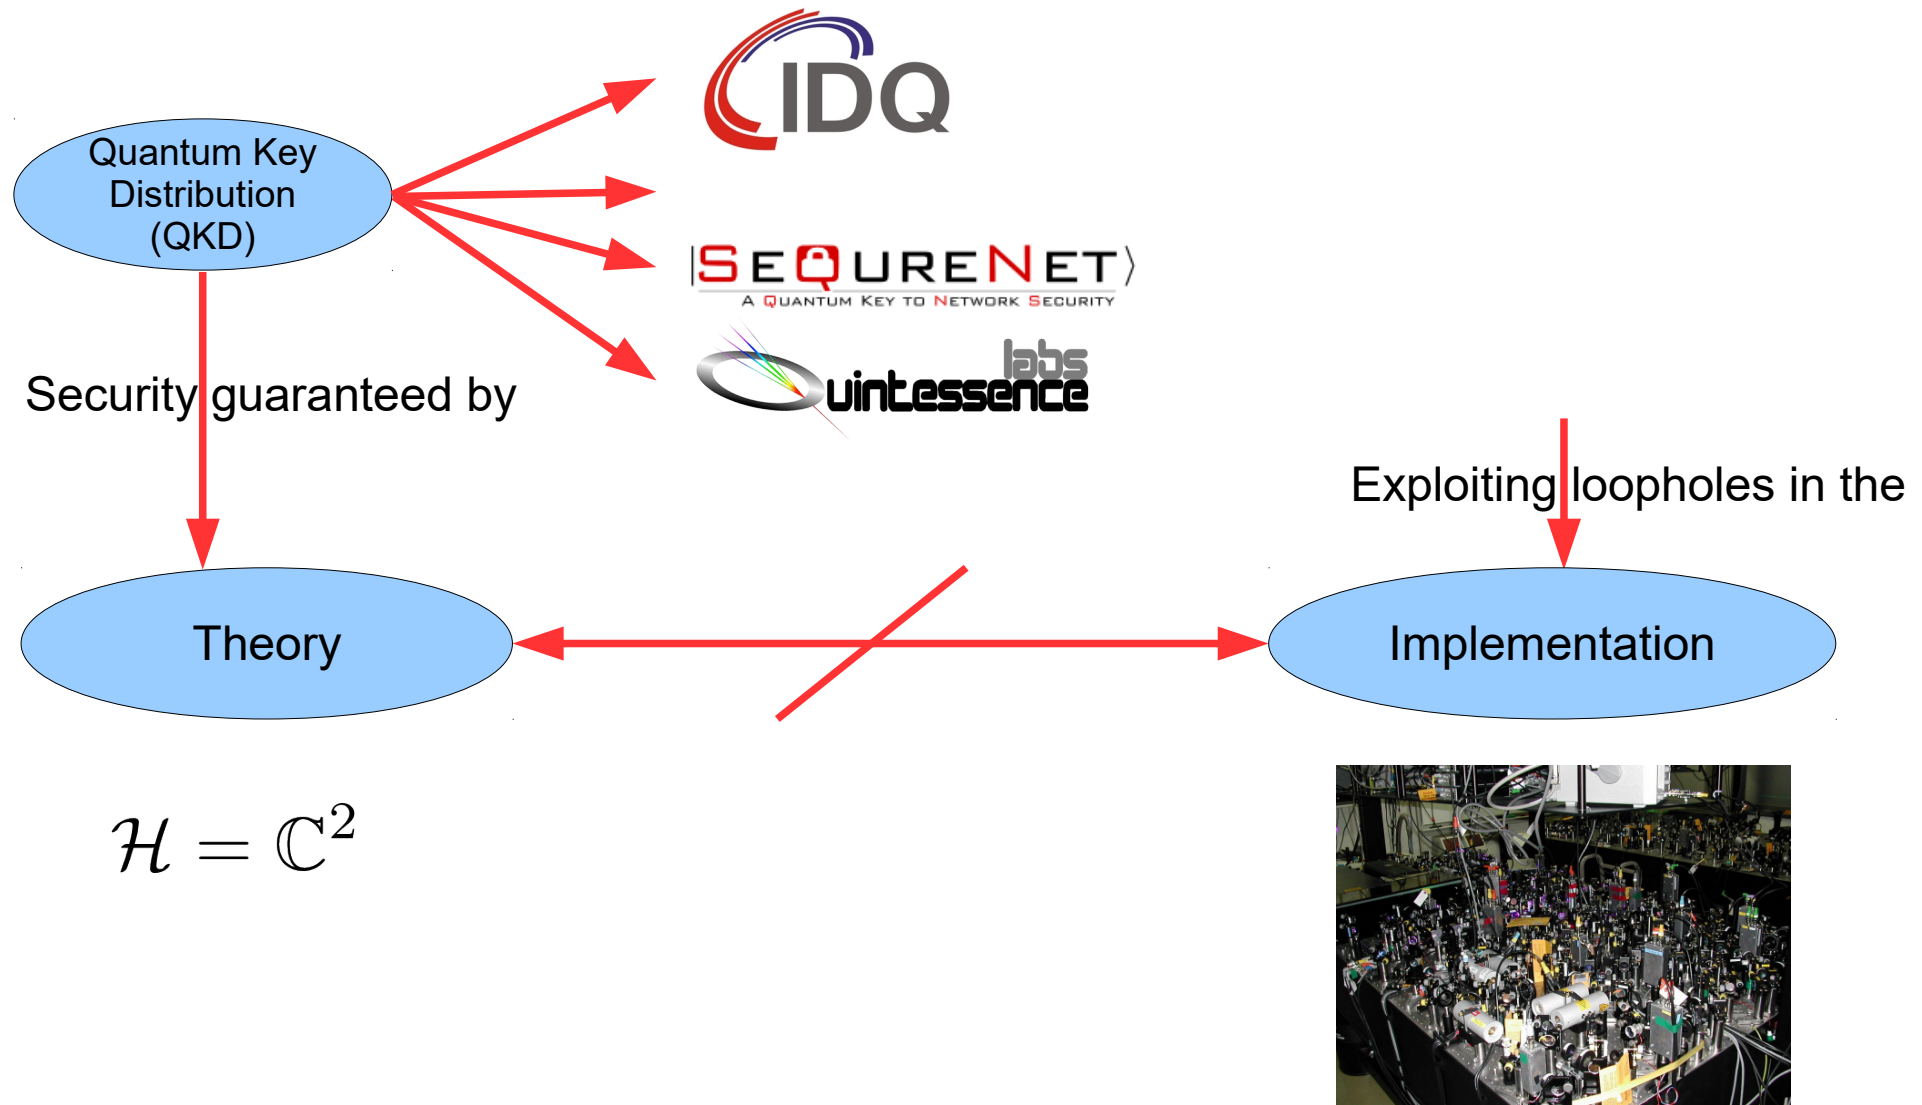 IDQ
Quantum Key
Distribution
(QKD)
|SEQURENET⟩
A QUANTUM KEY TO NETWORK SECURITY
labs
Quintessence
Security guaranteed by
Exploiting loopholes in the
Theory
Implementation
ℋ = ℂ²